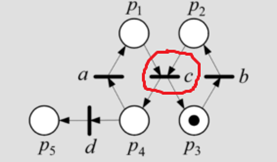 p₁ p₂
a c b
p₅ d p₄ p₃